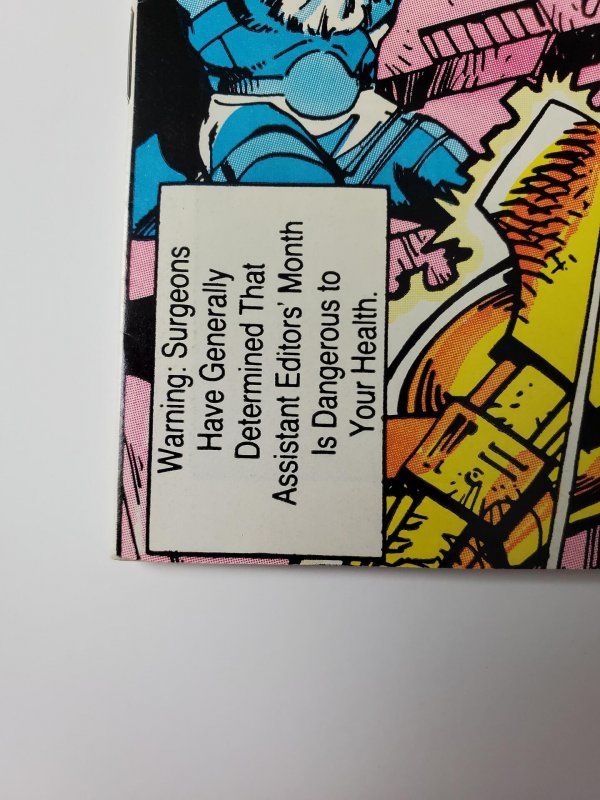 Warning: Surgeons
Have Generally
Determined That
Assistant Editors' Month
Is Dangerous to
Your Health.